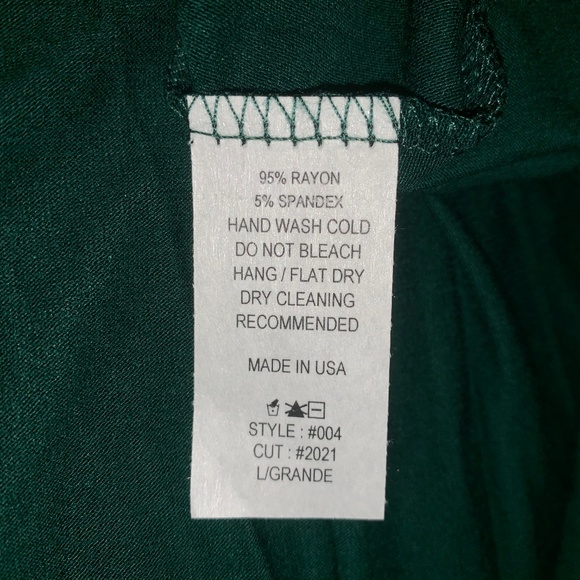 95% RAYON
5% SPANDEX
HAND WASH COLD
DO NOT BLEACH
HANG / FLAT DRY
DRY CLEANING
RECOMMENDED
MADE IN USA
STYLE : #004
CUT : #2021
L/GRANDE